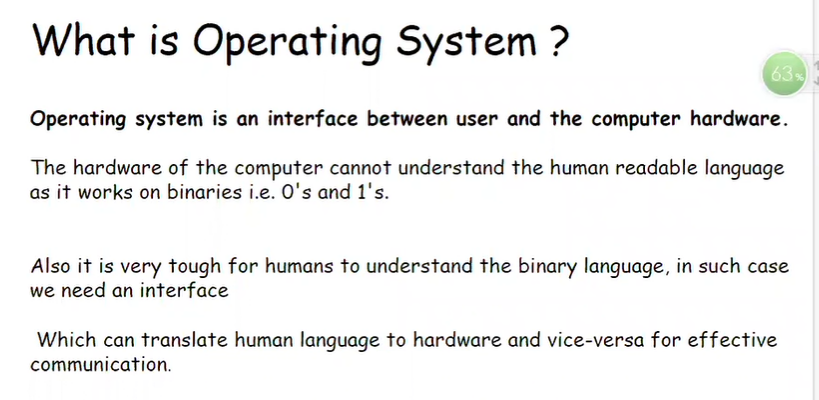 What is Operating System ?
63%
Operating system is an interface between user and the computer hardware.
The hardware of the computer cannot understand the human readable language
as it works on binaries i.e. 0's and 1's.
Also it is very tough for humans to understand the binary language, in such case
we need an interface
Which can translate human language to hardware and vice-versa for effective
communication.